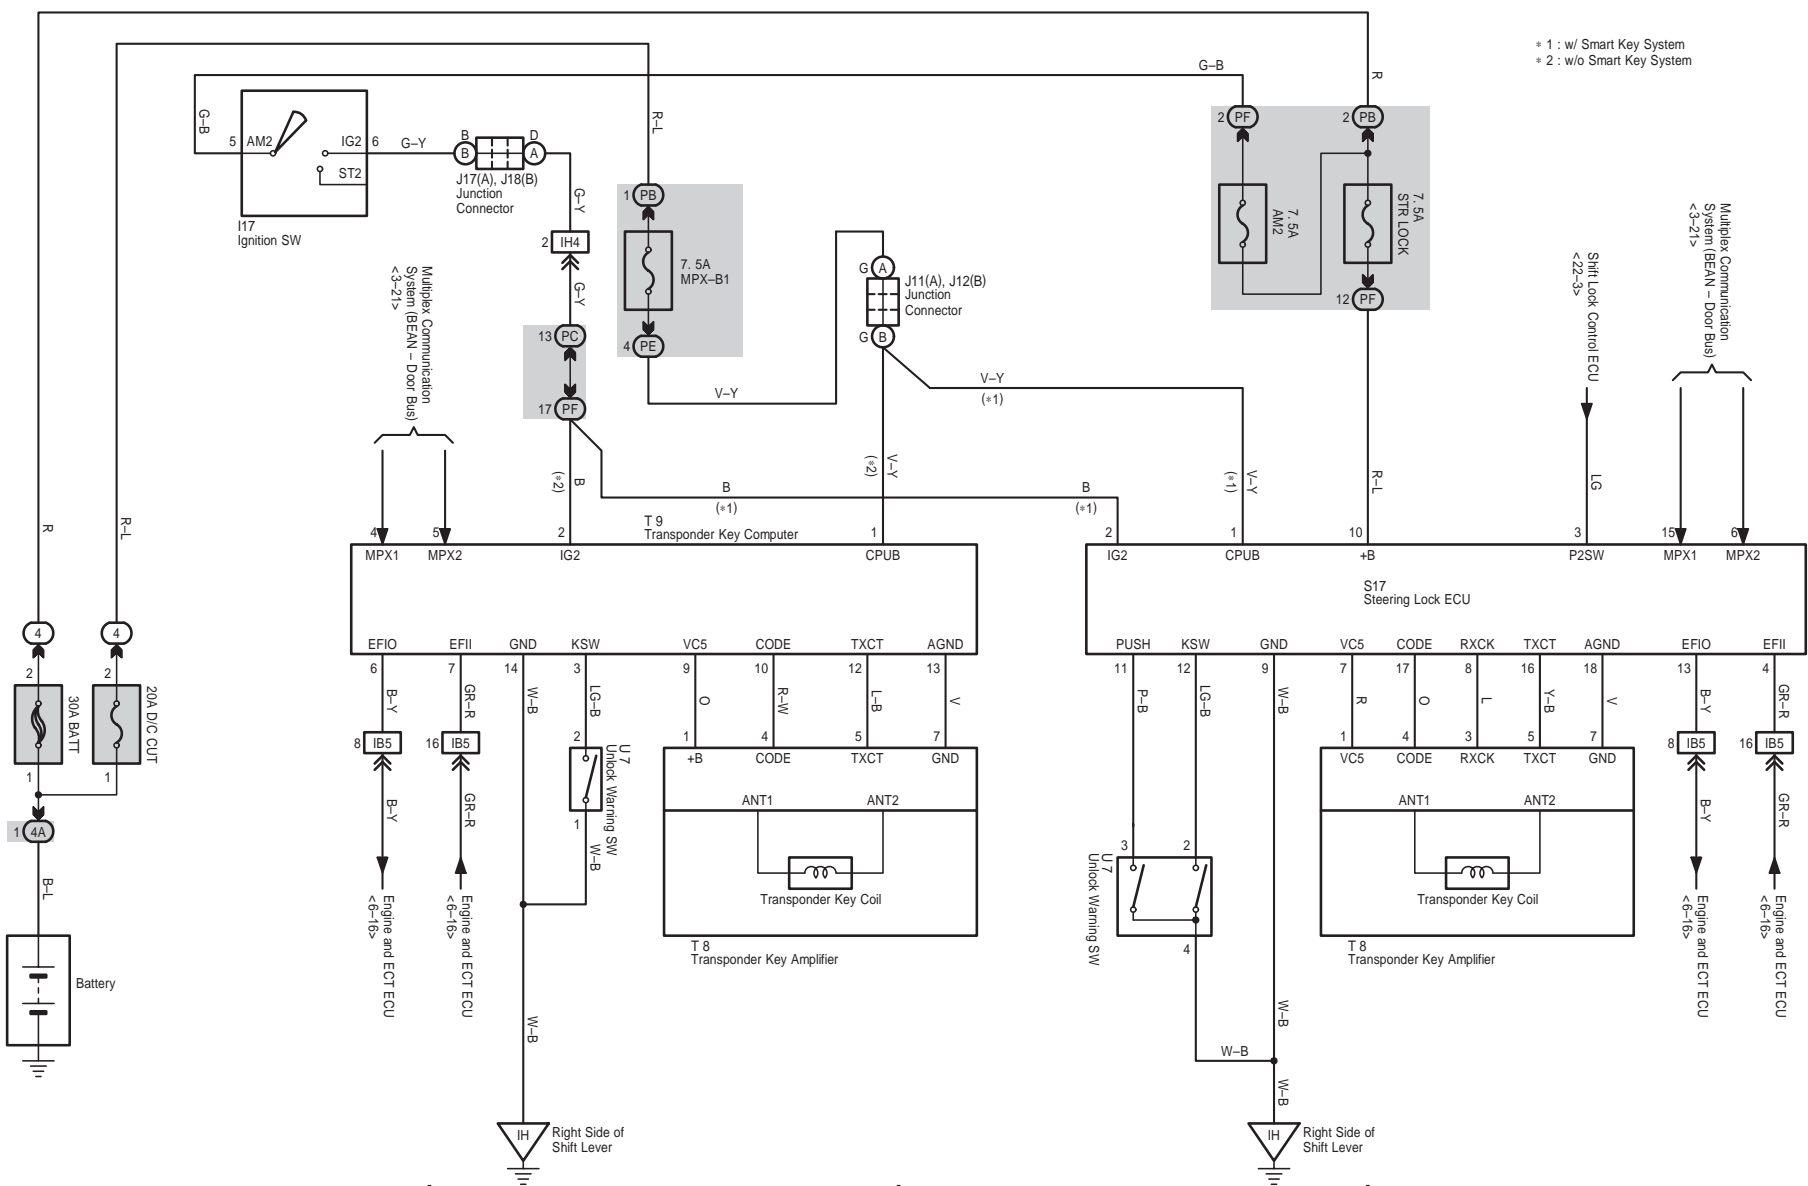 * 1 : w/ Smart Key System
* 2 : w/o Smart Key System
G–B
R
G–B
R–L
2 PF
2 PB
5 AM2
IG2 6
ST2
I17
Ignition SW
G–Y
B
B
D
A
J17(A), J18(B)
Junction
Connector
G–Y
2 IH4
G–Y
13 PC
17 PF
1 PB
7. 5A
MPX–B1
4 PE
V–Y
G A
J11(A), J12(B)
Junction
Connector
G B
V–Y
(*1)
7. 5A
AM2
7. 5A
STR LOCK
12 PF
Multiplex Communication
System (BEAN – Door Bus)
<3–21>
Shift Lock Control ECU
<22–3>
Multiplex Communication
System (BEAN – Door Bus)
<3–21>
R
R–L
B
(*2)
B
(*1)
B
(*1)
V–Y
(*2)
V–Y
(*1)
R–L
LG
T 9
Transponder Key Computer
4
5
2
1
MPX1
MPX2
IG2
CPUB
2
1
10
3
15
6
IG2
CPUB
+B
P2SW
MPX1
MPX2
S17
Steering Lock ECU
EFIO
EFII
GND
KSW
VC5
CODE
TXCT
AGND
6
7
14
3
9
10
12
13
PUSH
KSW
GND
VC5
CODE
RXCK
TXCT
AGND
EFIO
EFII
11
12
9
7
17
8
16
18
13
4
B–Y
GR–R
W–B
LG–B
O
R–W
L–B
V
P–B
LG–B
W–B
R
O
L
Y–B
V
B–Y
GR–R
4
4
2
2
30A BATT
20A D/C CUT
1
1
1 4A
B–L
Battery
8 IB5
16 IB5
B–Y
GR–R
Engine and ECT ECU
<6–16>
Engine and ECT ECU
<6–16>
2
U 7
Unlock Warning SW
1
W–B
W–B
1
4
5
7
+B
CODE
TXCT
GND
ANT1
ANT2
Transponder Key Coil
T 8
Transponder Key Amplifier
3
2
U 7
Unlock Warning SW
4
W–B
W–B
W–B
1
4
3
5
7
VC5
CODE
RXCK
TXCT
GND
ANT1
ANT2
Transponder Key Coil
T 8
Transponder Key Amplifier
8 IB5
16 IB5
B–Y
GR–R
Engine and ECT ECU
<6–16>
Engine and ECT ECU
<6–16>
IH
Right Side of
Shift Lever
IH
Right Side of
Shift Lever